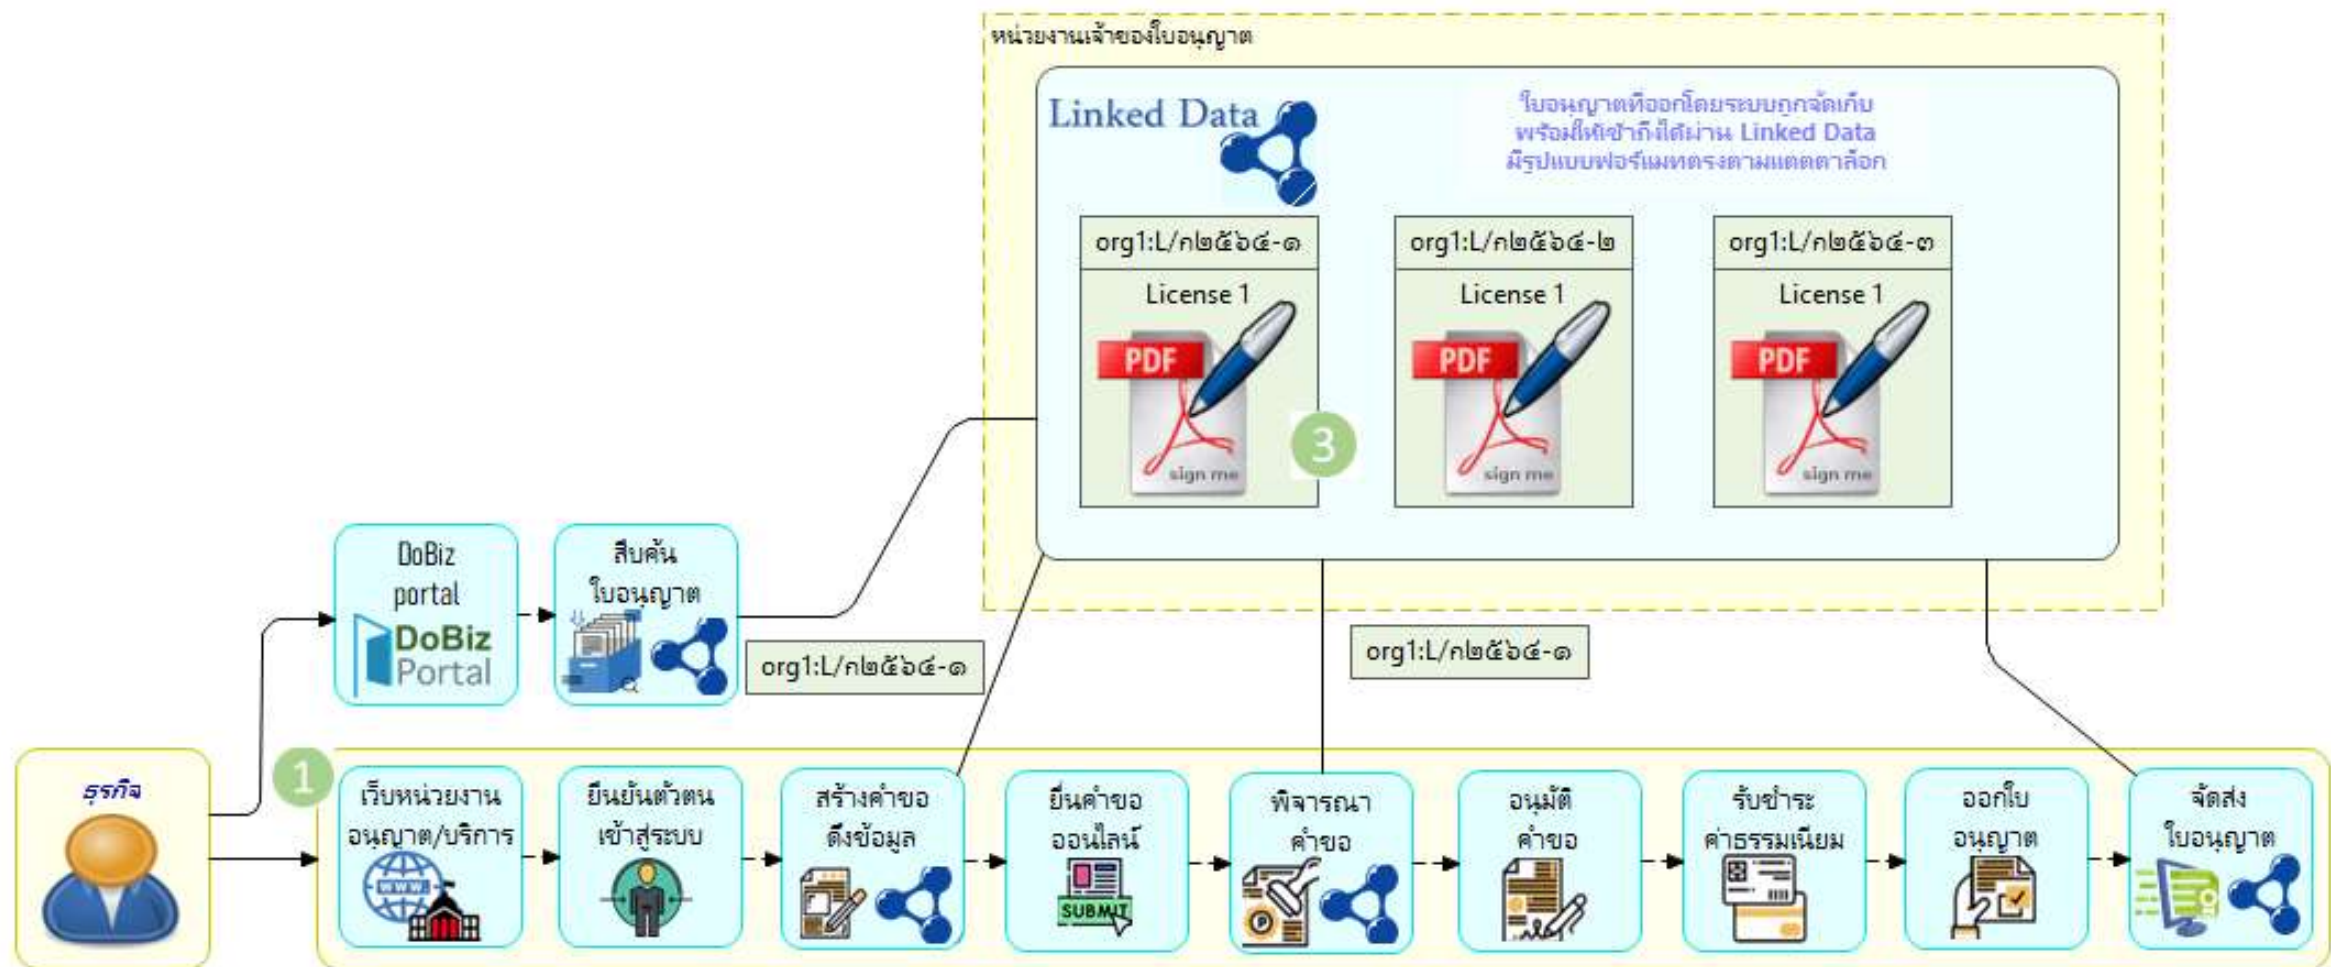 หน่วยงานเจ้าของใบอนุญาต
Linked Data
ใบอนุญาตที่ออกโดยระบบถูกจัดเก็บ
พร้อมให้เข้าถึงได้ผ่าน Linked Data
มีรูปแบบฟอร์แมทตรงตามแตตตาล็อก
org1:L/ก๒๕๖๔-๑
org1:L/ก๒๕๖๔-๒
org1:L/ก๒๕๖๔-๓
License 1
License 1
License 1
PDF
PDF
PDF
sign me
sign me
sign me
3
DoBiz
portal
DoBiz
Portal
สืบค้น
ใบอนุญาต
org1:L/ก๒๕๖๔-๑
org1:L/ก๒๕๖๔-๑
ธุรกิจ
1
เว็บหน่วยงาน
อนุญาต/บริการ
www.
ยืนยันตัวตน
เข้าสู่ระบบ
สร้างคำขอ
ดึงข้อมูล
ยื่นคำขอ
ออนไลน์
SUBMIT
พิจารณา
คำขอ
P
อนุมัติ
คำขอ
รับชำระ
ค่าธรรมเนียม
ออกใบ
อนุญาต
จัดส่ง
ใบอนุญาต